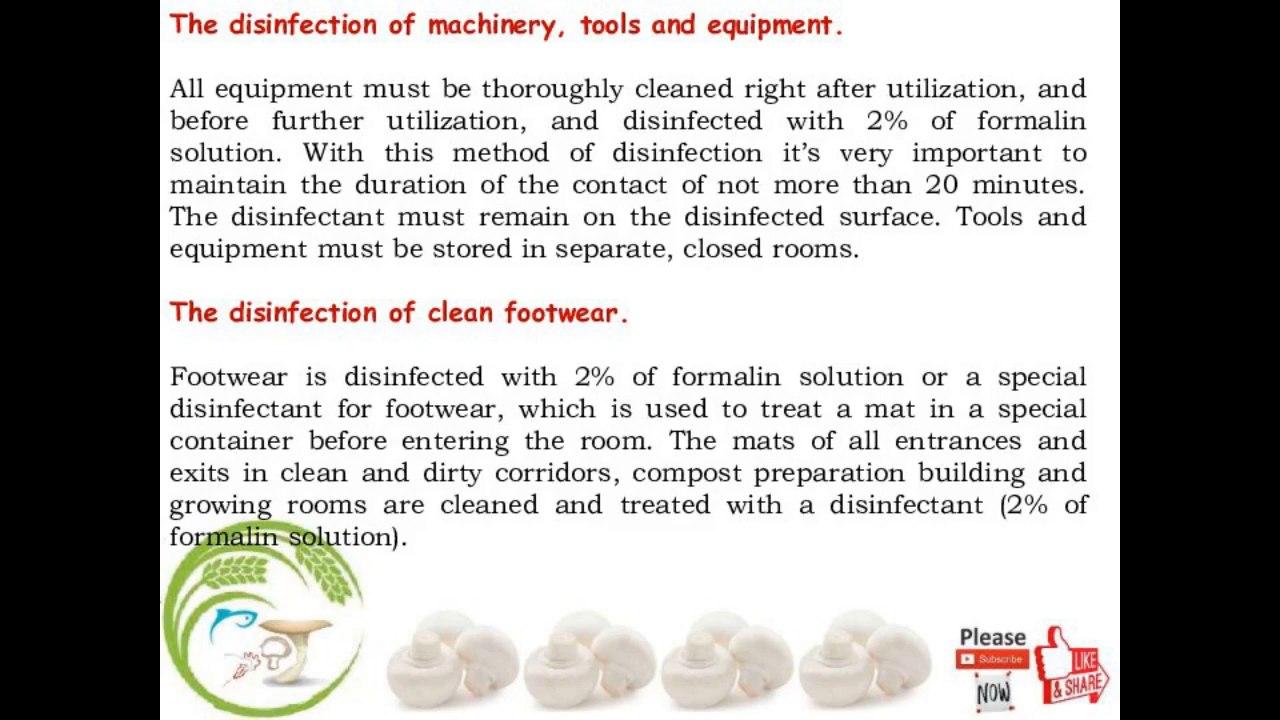 The disinfection of machinery, tools and equipment.
All equipment must be thoroughly cleaned right after utilization, and
before further utilization, and disinfected with 2% of formalin
solution. With this method of disinfection it's very important to
maintain the duration of the contact of not more than 20 minutes.
The disinfectant must remain on the disinfected surface. Tools and
equipment must be stored in separate, closed rooms.
The disinfection of clean footwear.
Footwear is disinfected with 2% of formalin solution or a special
disinfectant for footwear, which is used to treat a mat in a special
container before entering the room. The mats of all entrances and
exits in clean and dirty corridors, compost preparation building and
growing rooms are cleaned and treated with a disinfectant (2% of
formalin solution).
Please
Subscribe
NOW
LIKE
& SHARE